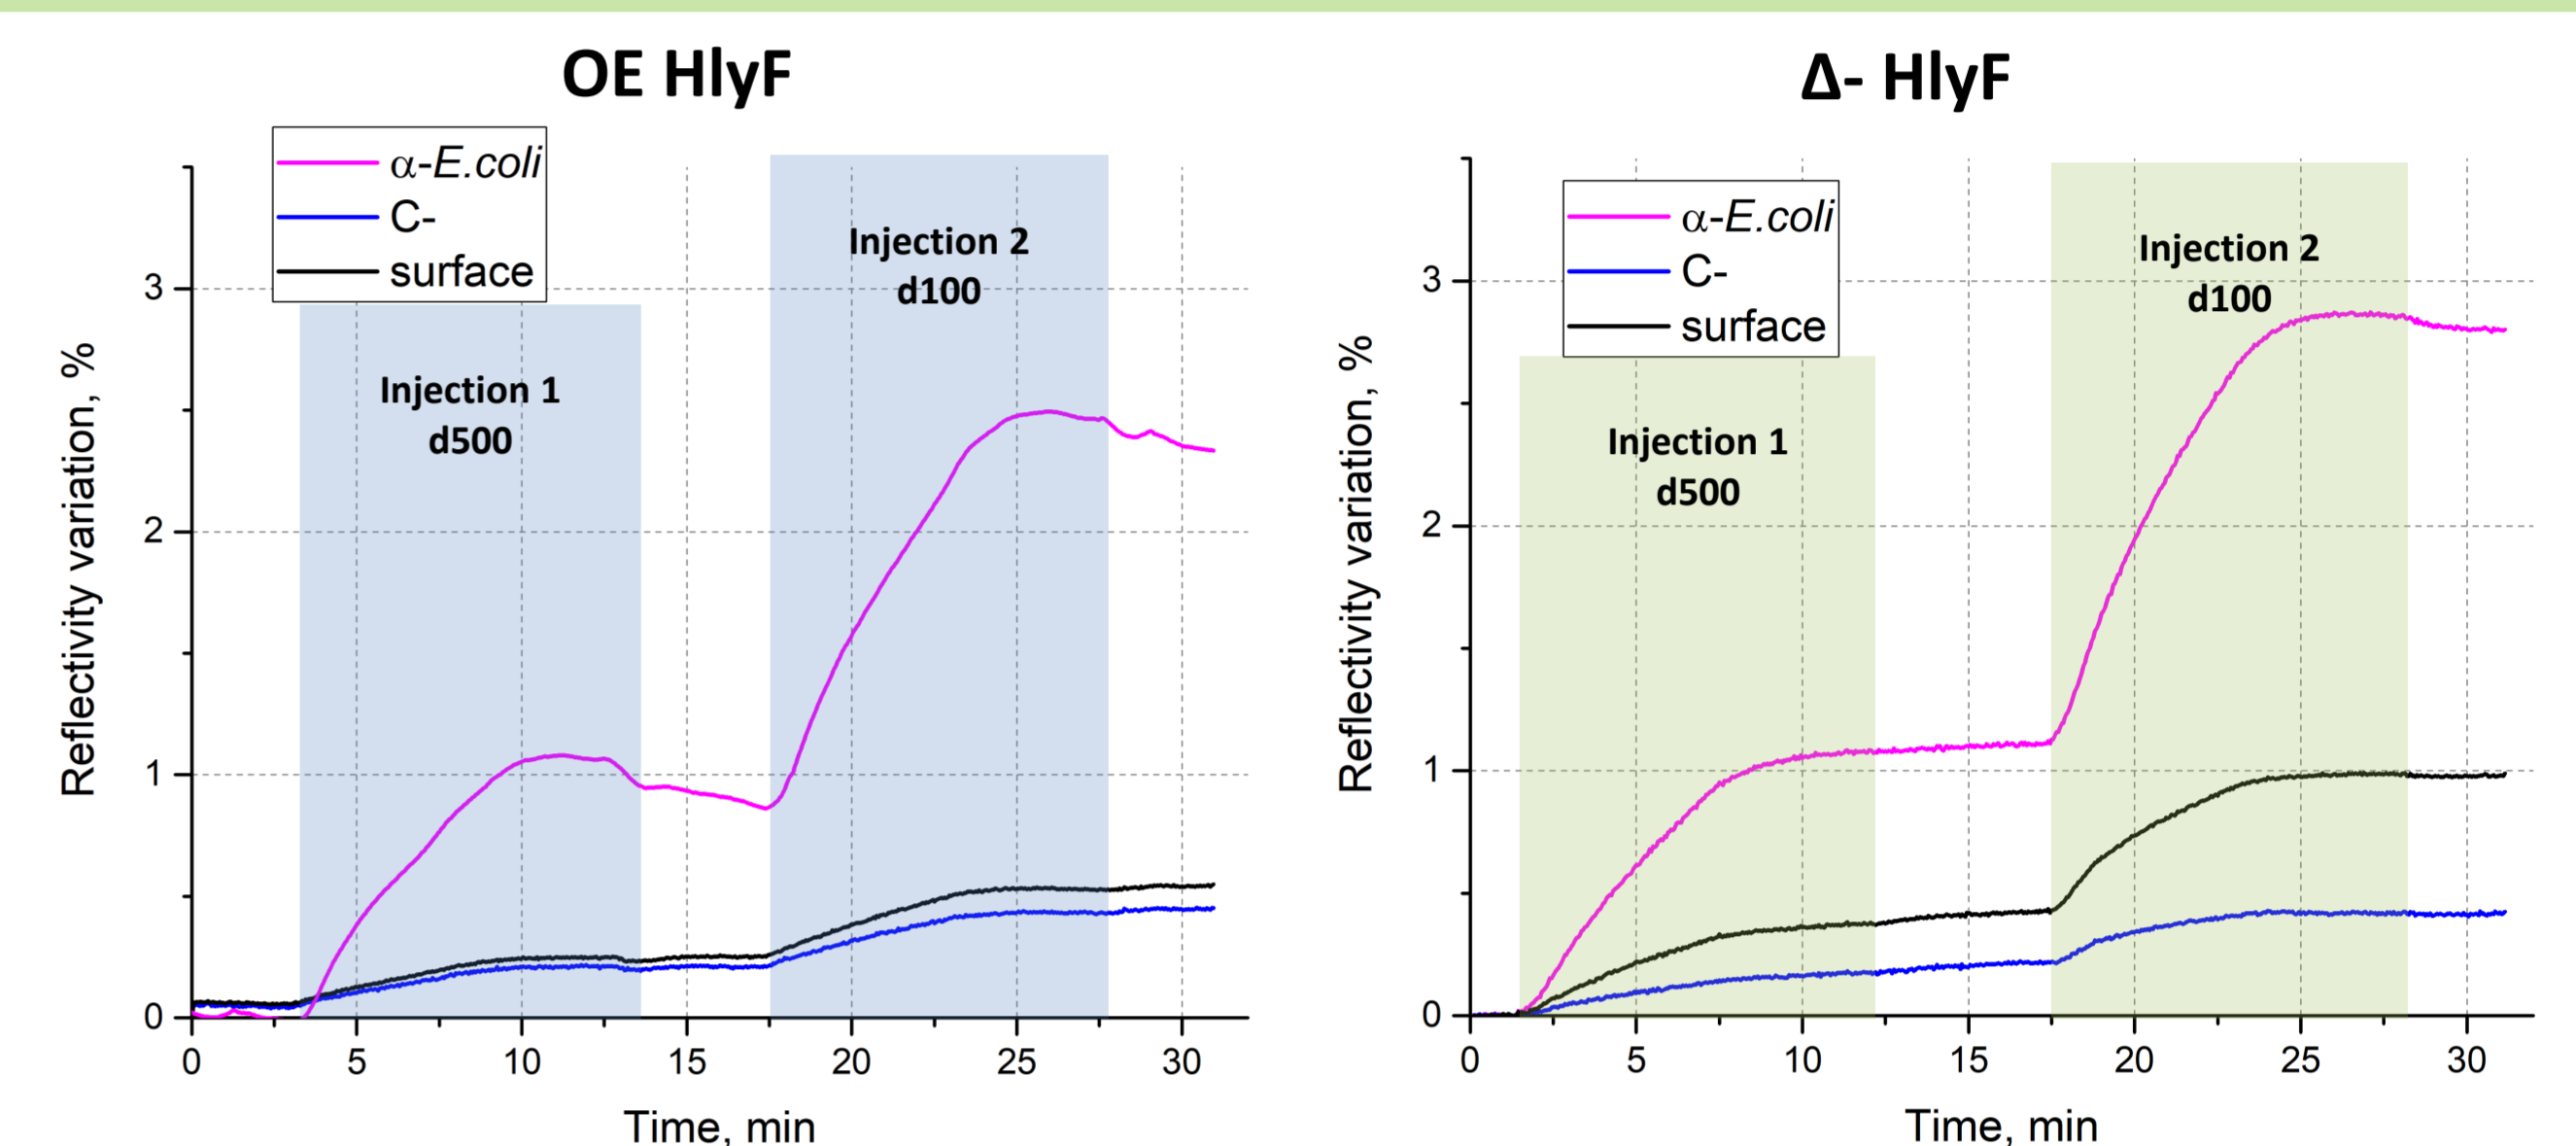 OE HlyF
α-E.coli
C-
surface
Injection 1
d500
Injection 2
d100
Reflectivity variation, %
3
2
1
0
0 5 10 15 20 25 30
Time, min
Δ- HlyF
α-E.coli
C-
surface
Injection 1
d500
Injection 2
d100
Reflectivity variation, %
3
2
1
0
0 5 10 15 20 25 30
Time, min